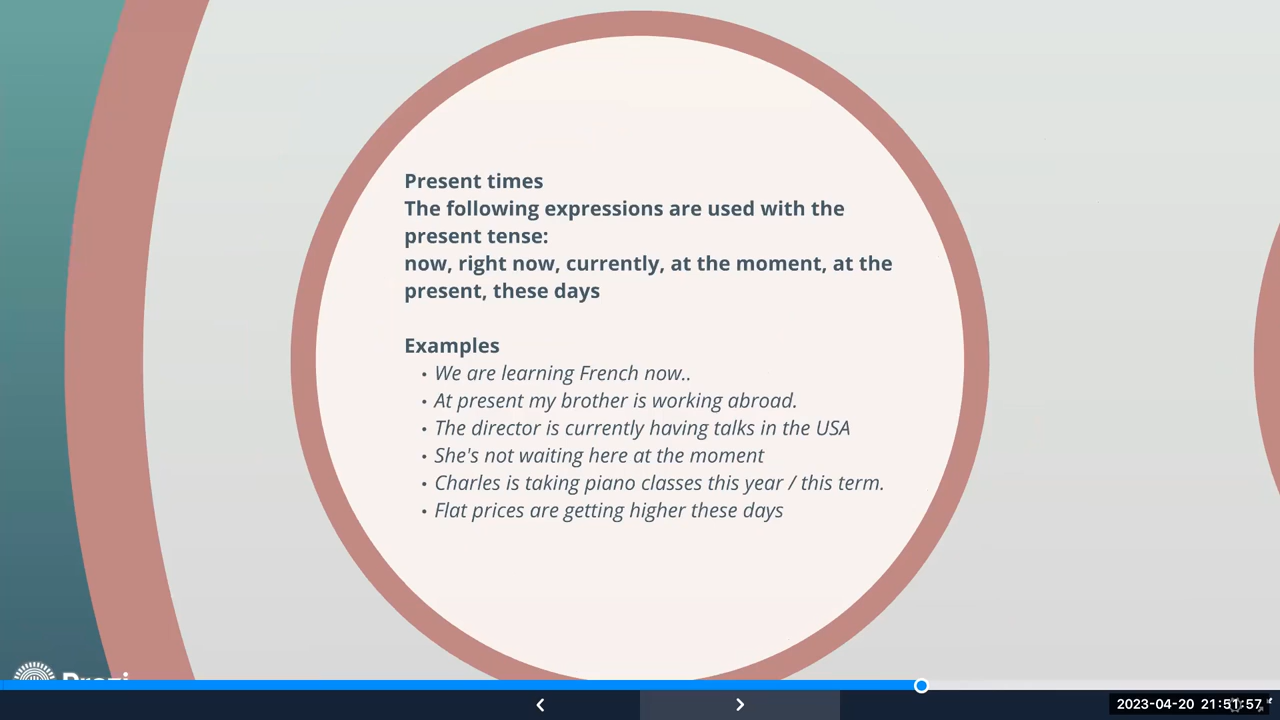 Present times
The following expressions are used with the
present tense:
now, right now, currently, at the moment, at the
present, these days
Examples
• We are learning French now..
• At present my brother is working abroad.
• The director is currently having talks in the USA
• She's not waiting here at the moment
• Charles is taking piano classes this year / this term.
• Flat prices are getting higher these days
Prezi
2023-04-20 21:50:57